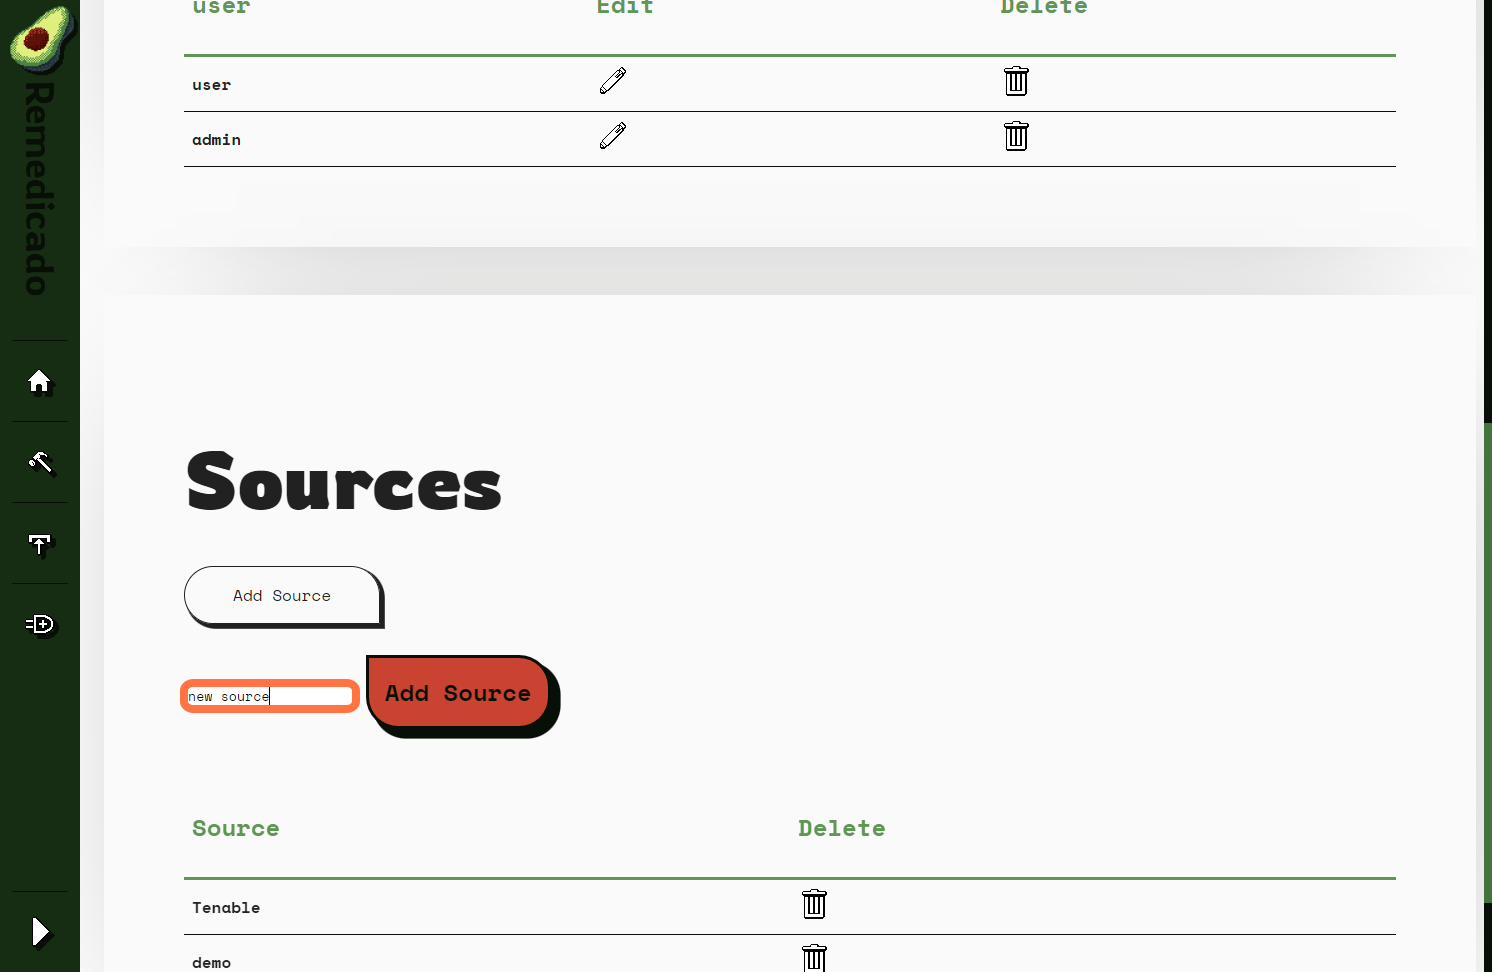 Remedicado
user Edit Delete
user
admin
Sources
Add Source
new source Add Source
Source Delete
Tenable
demo